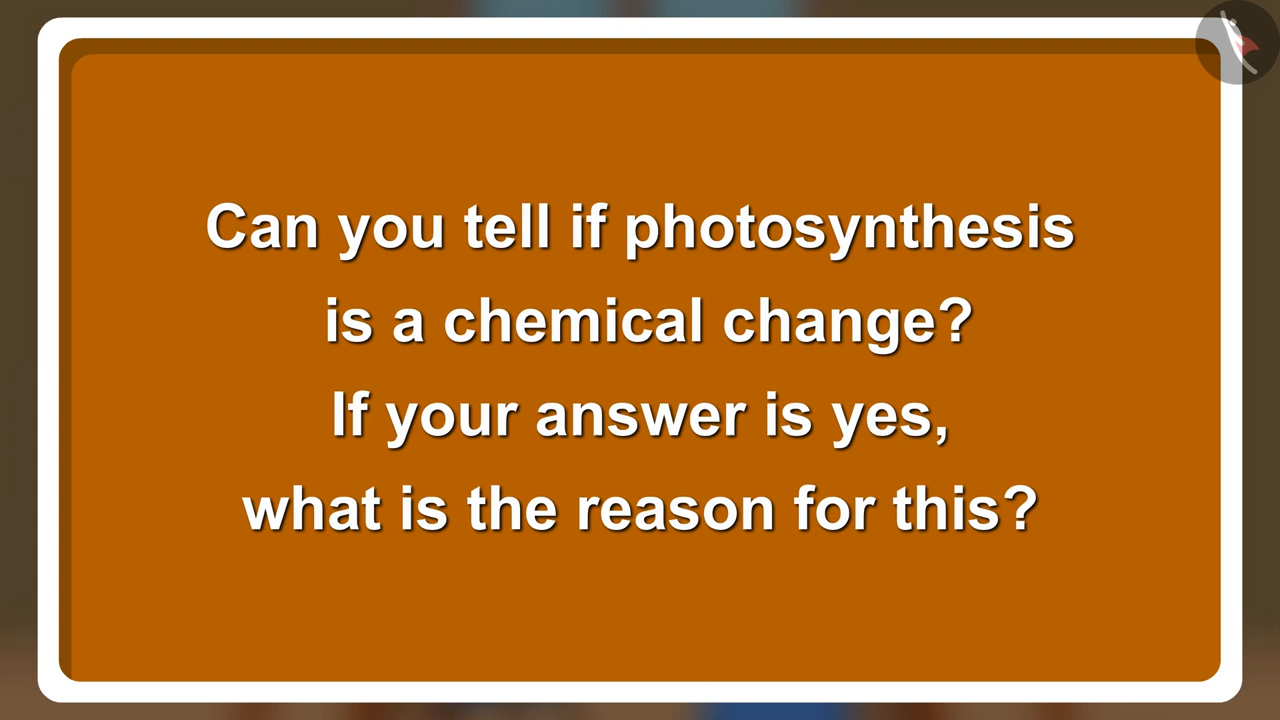 Can you tell if photosynthesis
is a chemical change?
If your answer is yes,
what is the reason for this?